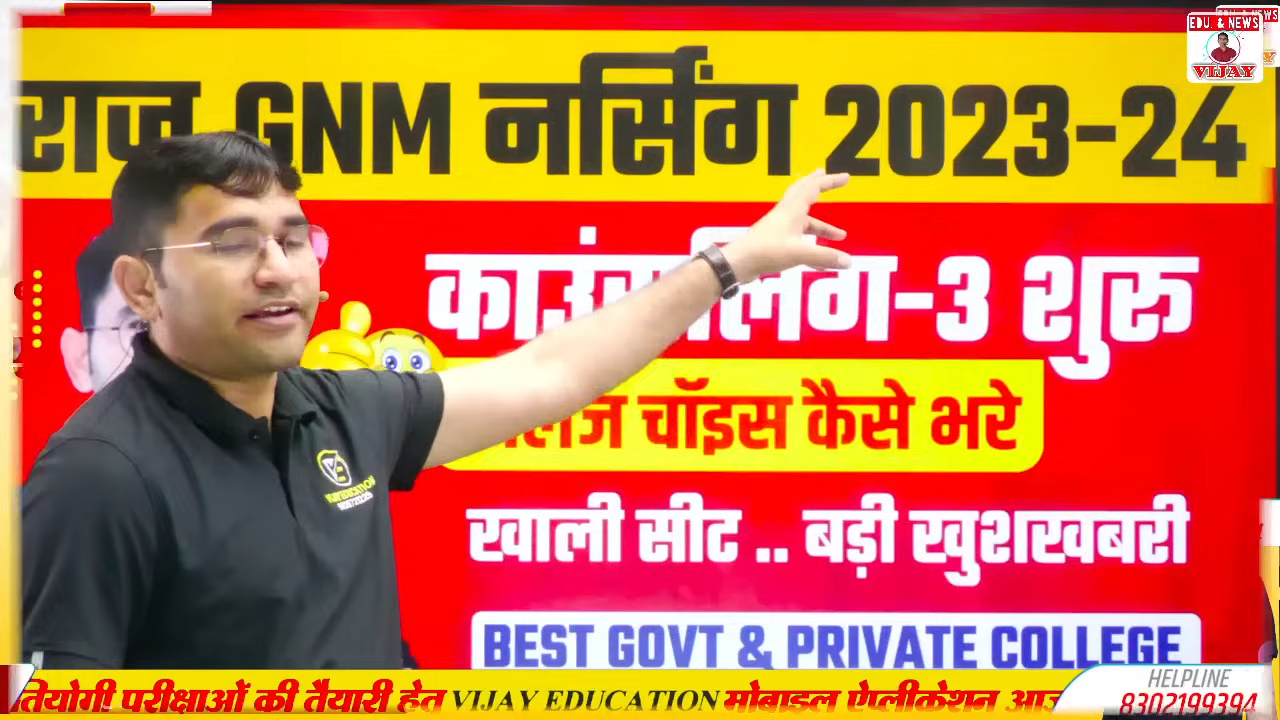 EDU. & NEWS
VIJAY
राज GNM नर्सिंग 2023-24
काउंसलिंग-3 शुरू
चॉइस कैसे भरे
खाली सीट .. बड़ी खुशखबरी
BEST GOVT & PRIVATE COLLEGE
परीक्षाओं की तैयारी हेतु VIJAY EDUCATION मोबाइल ऐप्लीकेशन
HELPLINE
8302199394